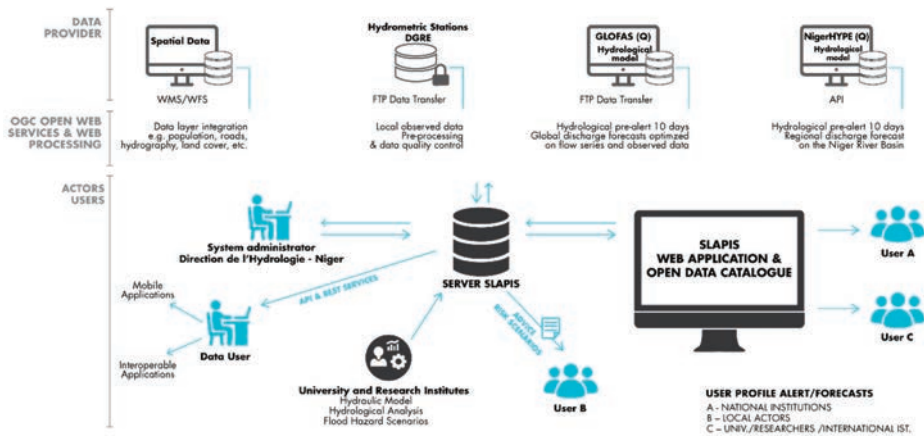 DATA
PROVIDER
Spatial Data
WMS/WFS
Hydrometric Stations
DGRE
FTP Data Transfer
GLOFAS (Q)
Hydrological
model
FTP Data Transfer
NigerHYPE (Q)
Hydrological
model
API
OGC OPEN WEB
SERVICES & WEB
PROCESSING
Data layer integration
e.g. population, roads,
hydrography, land cover, etc.
Local observed data
Pre-processing
& data quality control
Hydrological pre-alert 10 days
Global discharge forecasts optimzed
on flow series and observed data
Hydrological pre-alert 10 days
Regional discharge forecast
on the Niger River Basin
ACTORS
USERS
System administrator
Direction de l'Hydrologie - Niger
SERVER SLAPIS
SLAPIS
WEB APPLICATION &
OPEN DATA CATALOGUE
User A
User C
Mobile
Applications
API & REST SERVICES
Data User
Interoperable
Applications
University and Research Institutes
Hydraulic Model
Hydrological Analysis
Flood Hazard Scenarios
ADVICE
RISK SCENARIOS
User B
USER PROFILE ALERT/FORECASTS
A - NATIONAL INSTITUTIONS
B – LOCAL ACTORS
C – UNIV./RESEARCHERS /INTERNATIONAL IST.